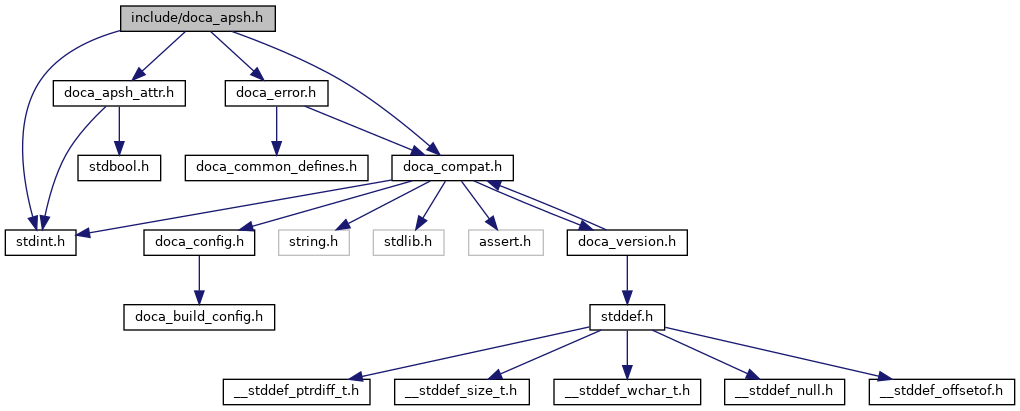 include/doca_apsh.h
doca_apsh_attr.h
doca_error.h
stdbool.h
doca_common_defines.h
doca_compat.h
stdint.h
doca_config.h
string.h
stdlib.h
assert.h
doca_version.h
doca_build_config.h
stddef.h
__stddef_ptrdiff_t.h
__stddef_size_t.h
__stddef_wchar_t.h
__stddef_null.h
__stddef_offsetof.h